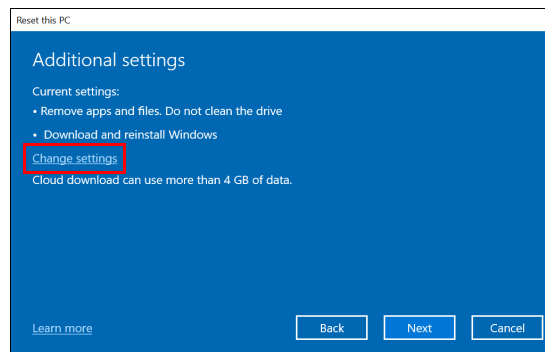 Reset this PC
Additional settings
Current settings:
• Remove apps and files. Do not clean the drive
• Download and reinstall Windows
Change settings
Cloud download can use more than 4 GB of data.
Learn more
Back
Next
Cancel